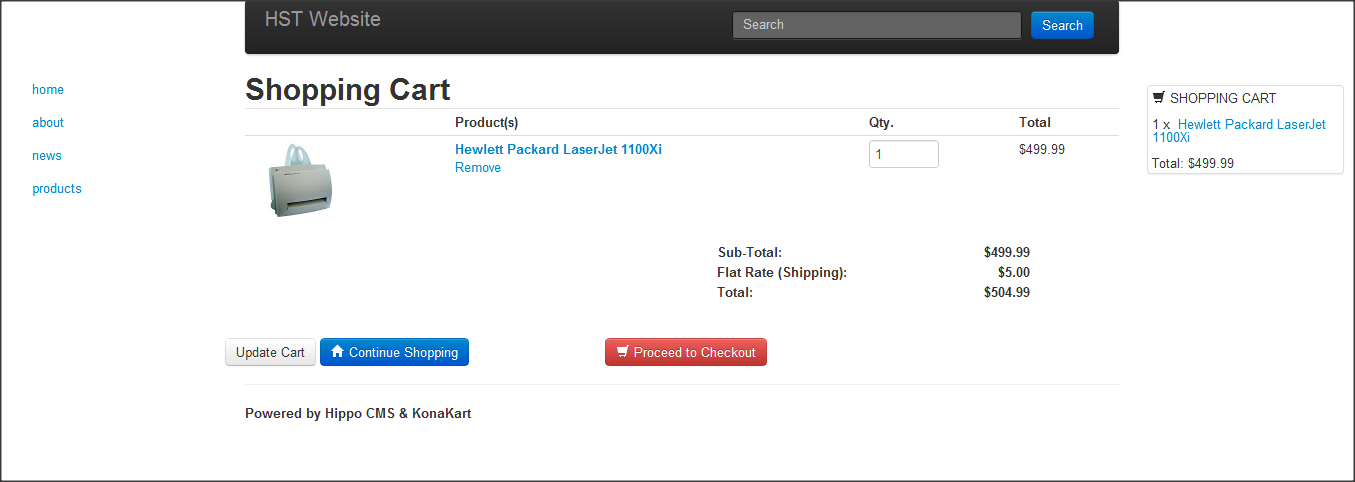 HST Website
Search Search
home
about
news
products
Shopping Cart
Product(s) Qty. Total
Hewlett Packard LaserJet 1100Xi 1 $499.99
Remove
Sub-Total: $499.99
Flat Rate (Shipping): $5.00
Total: $504.99
Update Cart Continue Shopping Proceed to Checkout
Powered by Hippo CMS & KonaKart
SHOPPING CART
1 x Hewlett Packard LaserJet
1100Xi
Total: $499.99